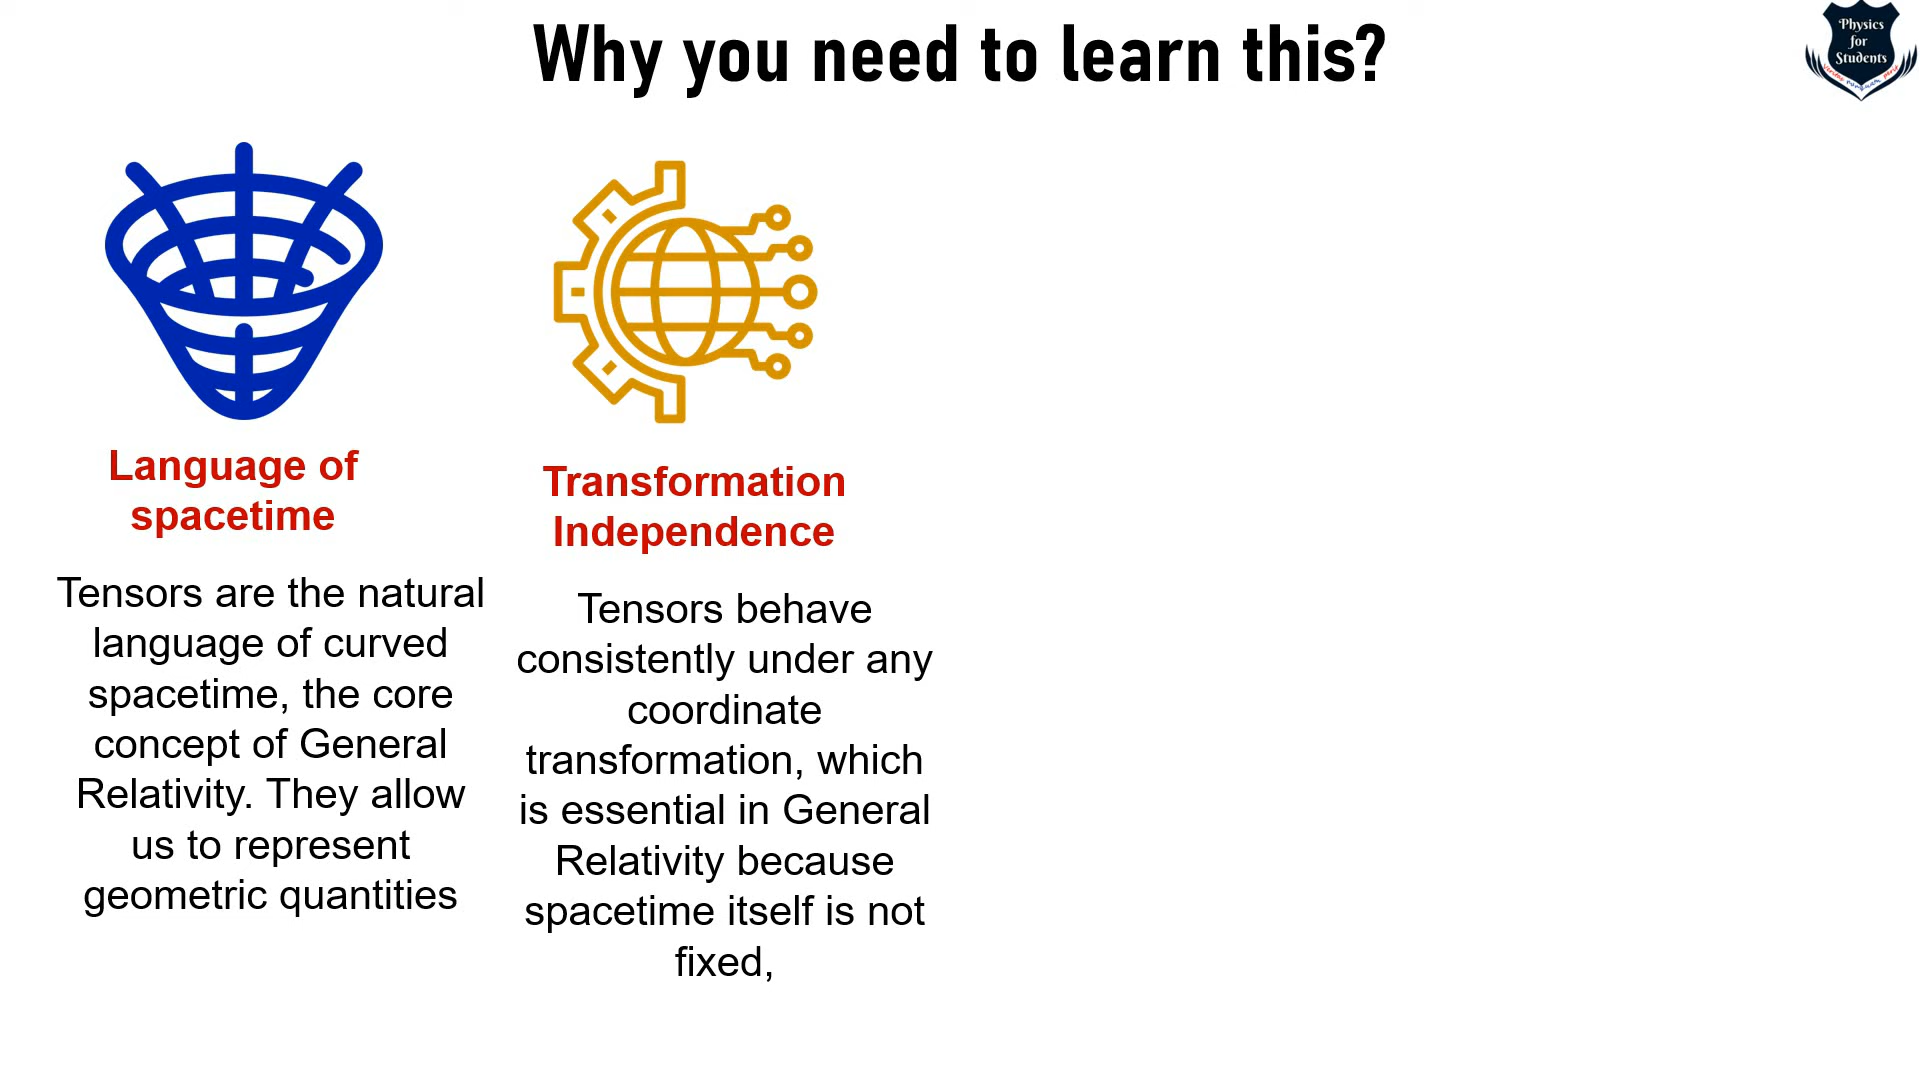 Why you need to learn this?
Physics
for
Students
Language of
spacetime
Tensors are the natural
language of curved
spacetime, the core
concept of General
Relativity. They allow
us to represent
geometric quantities
Transformation
Independence
Tensors behave
consistently under any
coordinate
transformation, which
is essential in General
Relativity because
spacetime itself is not
fixed,